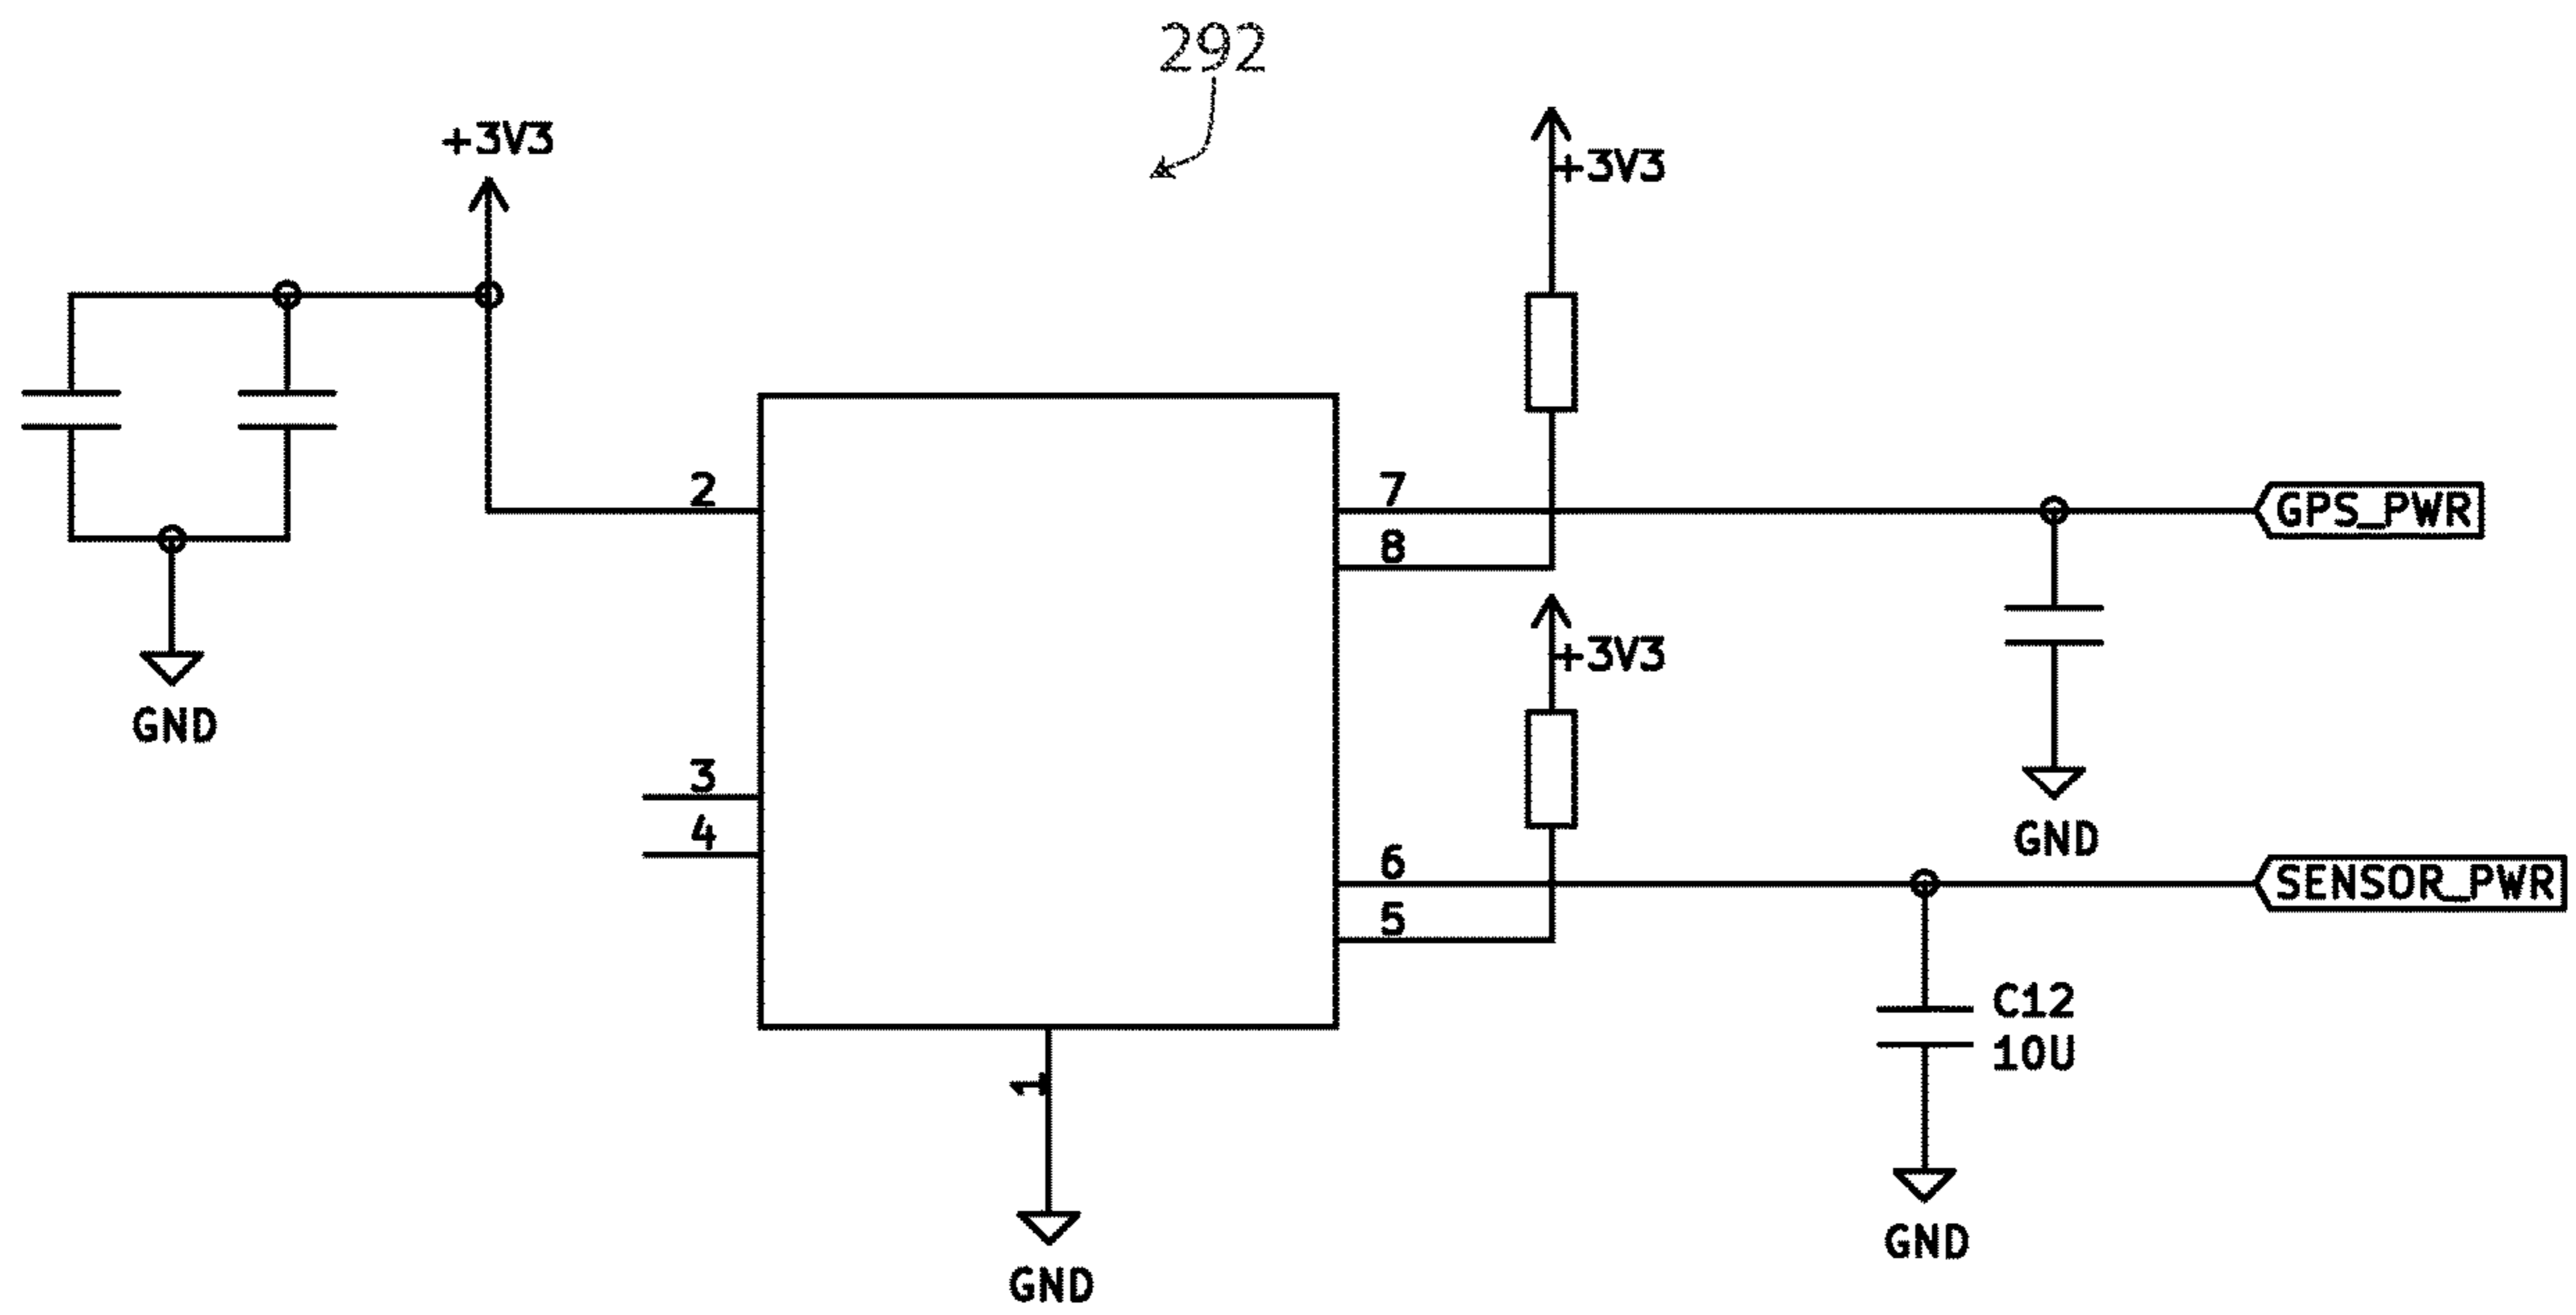 292
+3V3
+3V3
2
7
GPS_PWR
8
+3V3
GND
3
4
GND
6
SENSOR_PWR
5
C12
10U
1
GND
GND